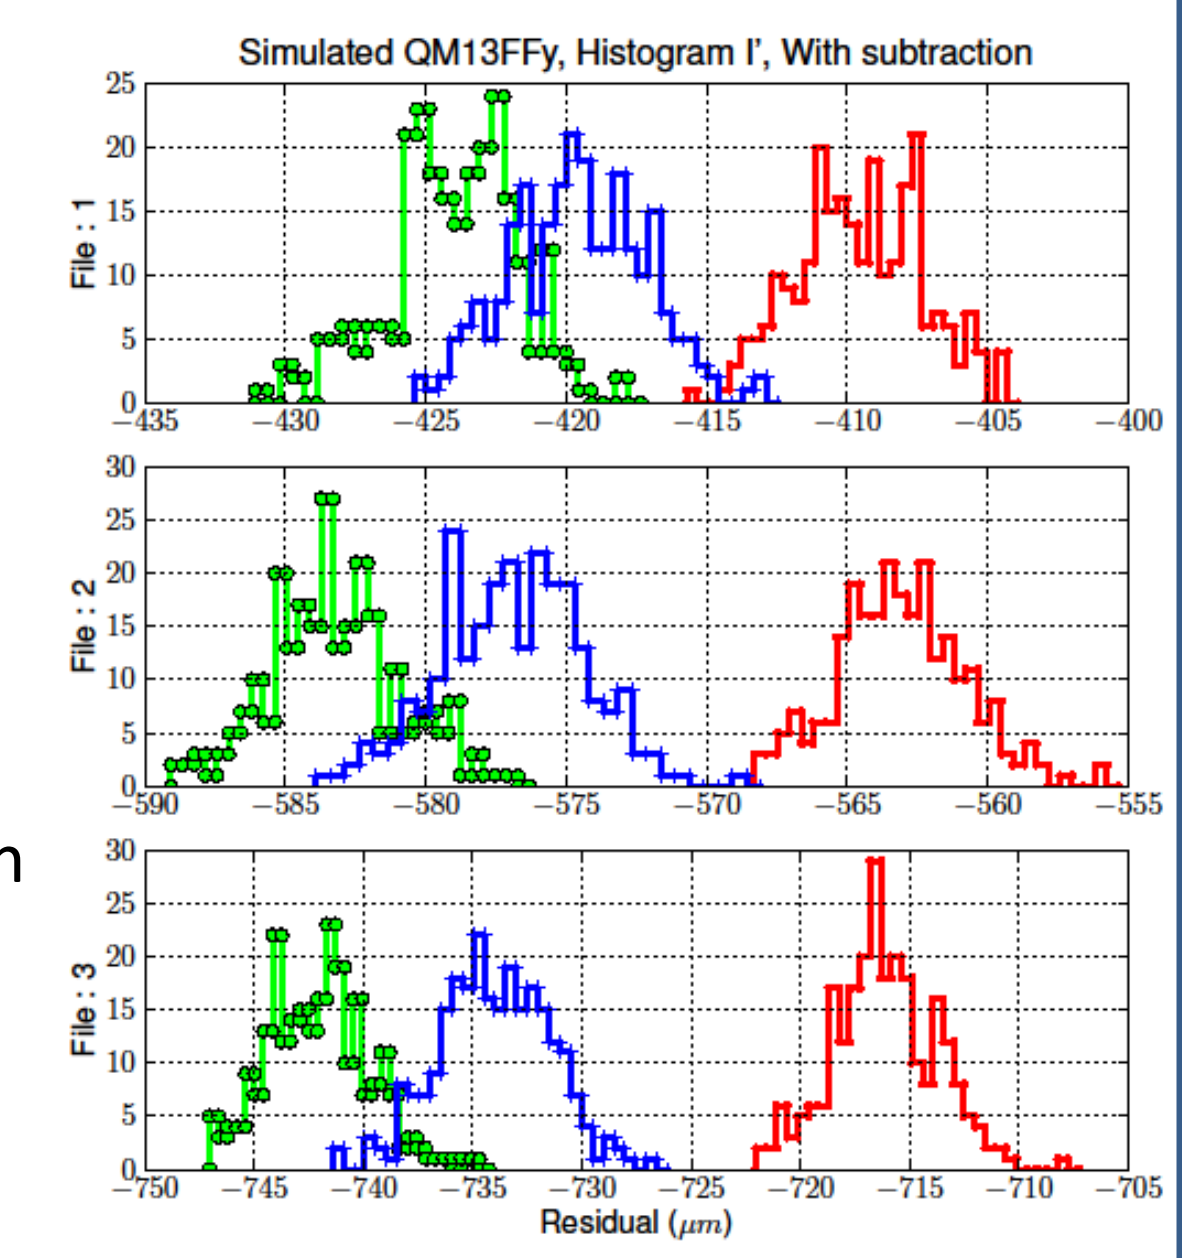 Simulated QM13FFy, Histogram I', With subtraction
25
20
15
10
5
0
File : 1
−435 −430 −425 −420 −415 −410 −405 −400
30
25
20
15
10
5
0
File : 2
−590 −585 −580 −575 −570 −565 −560 −555
n
30
25
20
15
10
5
0
File : 3
−750 −745 −740 −735 −730 −725 −720 −715 −710 −705
Residual (μm)